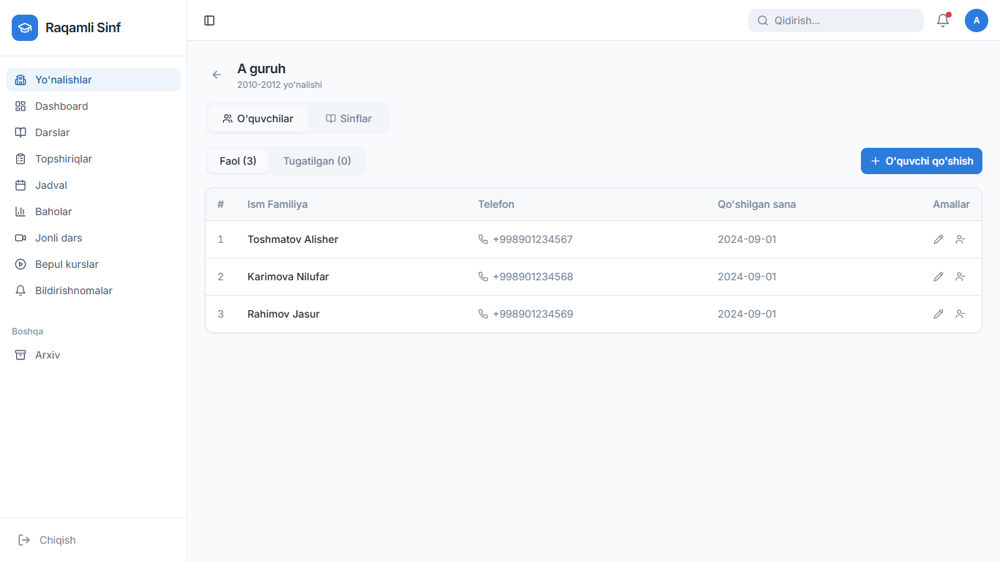 Raqamli Sinf
Qidirish...
A
Yo'nalishlar
Dashboard
Darslar
Topshiriqlar
Jadval
Baholar
Jonli dars
Bepul kurslar
Bildirishnomalar
Boshqa
Arxiv
Chiqish
A guruh
2010-2012 yo'nalishi
O'quvchilar Sinflar
Faol (3) Tugatilgan (0) + O'quvchi qo'shish
# Ism Familiya Telefon Qo'shilgan sana Amallar
1 Toshmatov Alisher +998901234567 2024-09-01
2 Karimova Nilufar +998901234568 2024-09-01
3 Rahimov Jasur +998901234569 2024-09-01